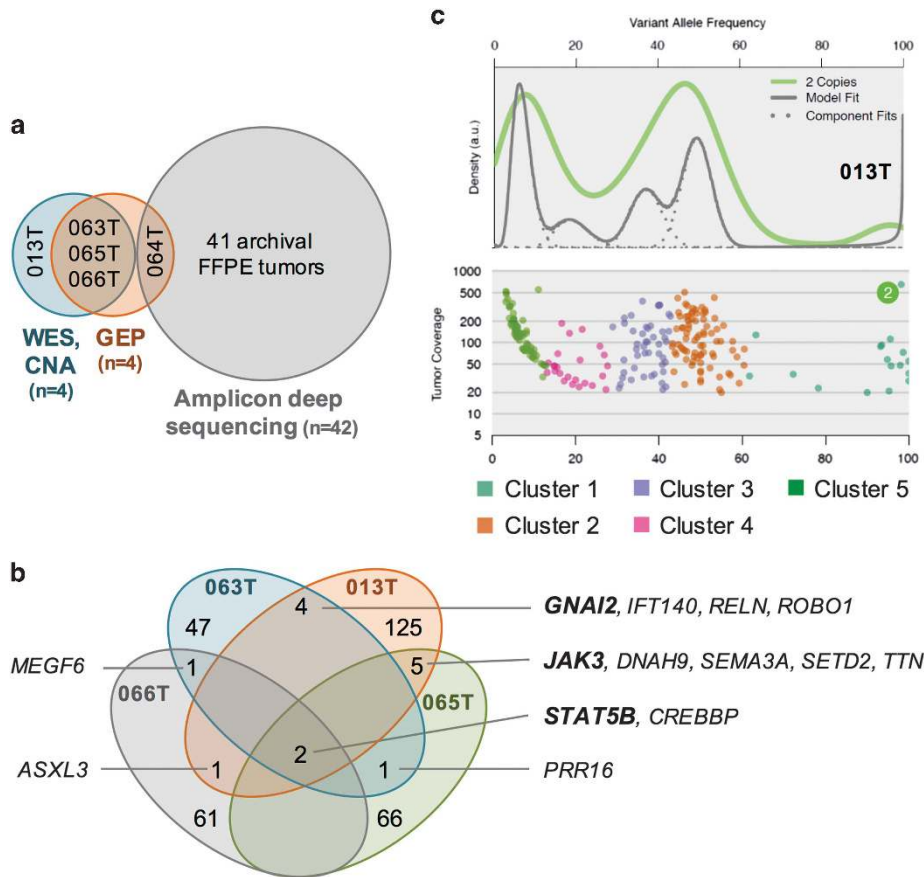 a
013T
063T
065T
066T
064T
41 archival
FFPE tumors
WES,
CNA
(n=4)
GEP
(n=4)
Amplicon deep
sequencing (n=42)
c
Variant Allele Frequency
0 20 40 60 80 100
Density (a.u.)
2 Copies
Model Fit
Component Fits
013T
Tumor Coverage
1000
500
200
100
50
20
10
5
2
0 20 40 60 80 100
Cluster 1 Cluster 3 Cluster 5
Cluster 2 Cluster 4
b
063T 013T
47 4 125
GNAI2, IFT140, RELN, ROBO1
MEGF6 1 5
JAK3, DNAH9, SEMA3A, SETD2, TTN
066T 065T
STAT5B, CREBBP
2
ASXL3 1 1 PRR16
61 66